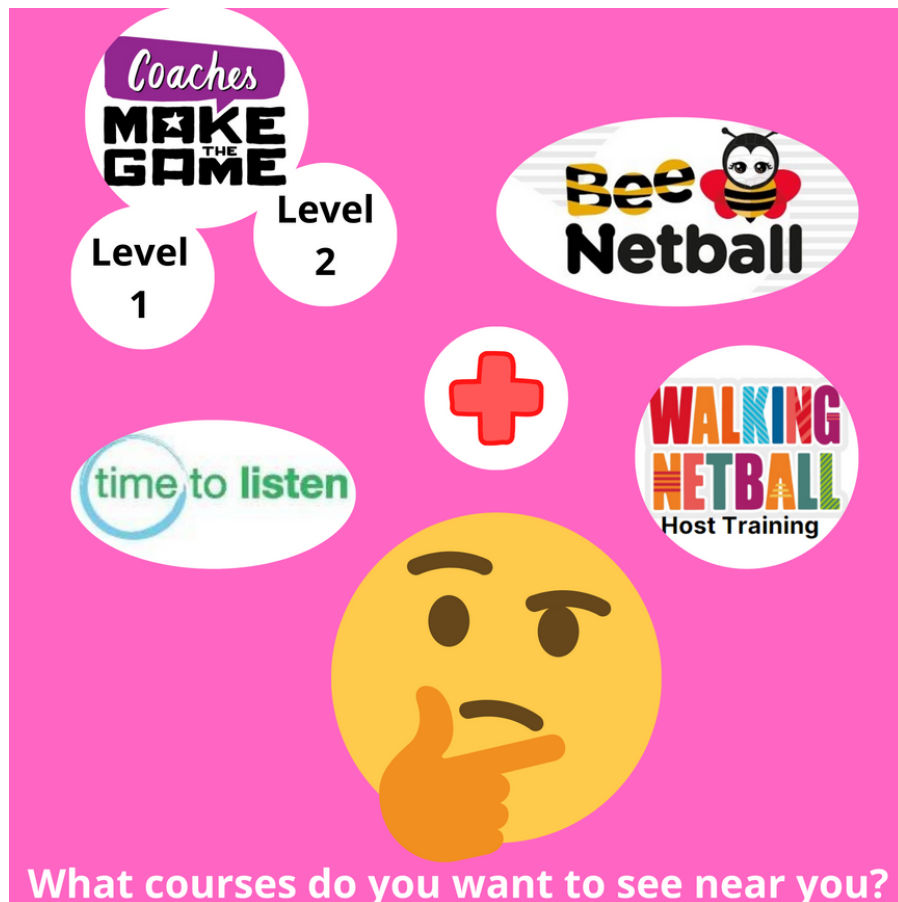 Coaches
MAKE
THE
GAME
Level
1
Level
2
Bee
Netball
time to listen
WALKING
NETBALL
Host Training
What courses do you want to see near you?